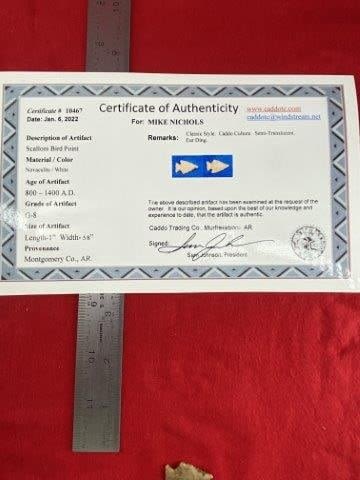 Certificate # 10467
Date: Jan. 6, 2022
Certificate of Authenticity
For: MIKE NICHOLS
www.caddotc.com
caddotc@windstream.net
Description of Artifact
Scallorn Bird Point
Material / Color
Novaculite / White
Age of Artifact
800 – 1400 A.D.
Grade of Artifact
G-8
Size of Artifact
Length-1" Width-
Provenance
Montgomery Co., AR.
Remarks: Classic Style. Caddo Culture. Semi-Translucent.
Ear Ding.
The above described artifact has been examined at the request of the
owner. It is our opinion, based upon the best of our knowledge and
experience to date, that the artifact is authentic.
Caddo Trading Co., Murfreesboro, AR.
Signed:
Sam Johnson, President.
9
10
11